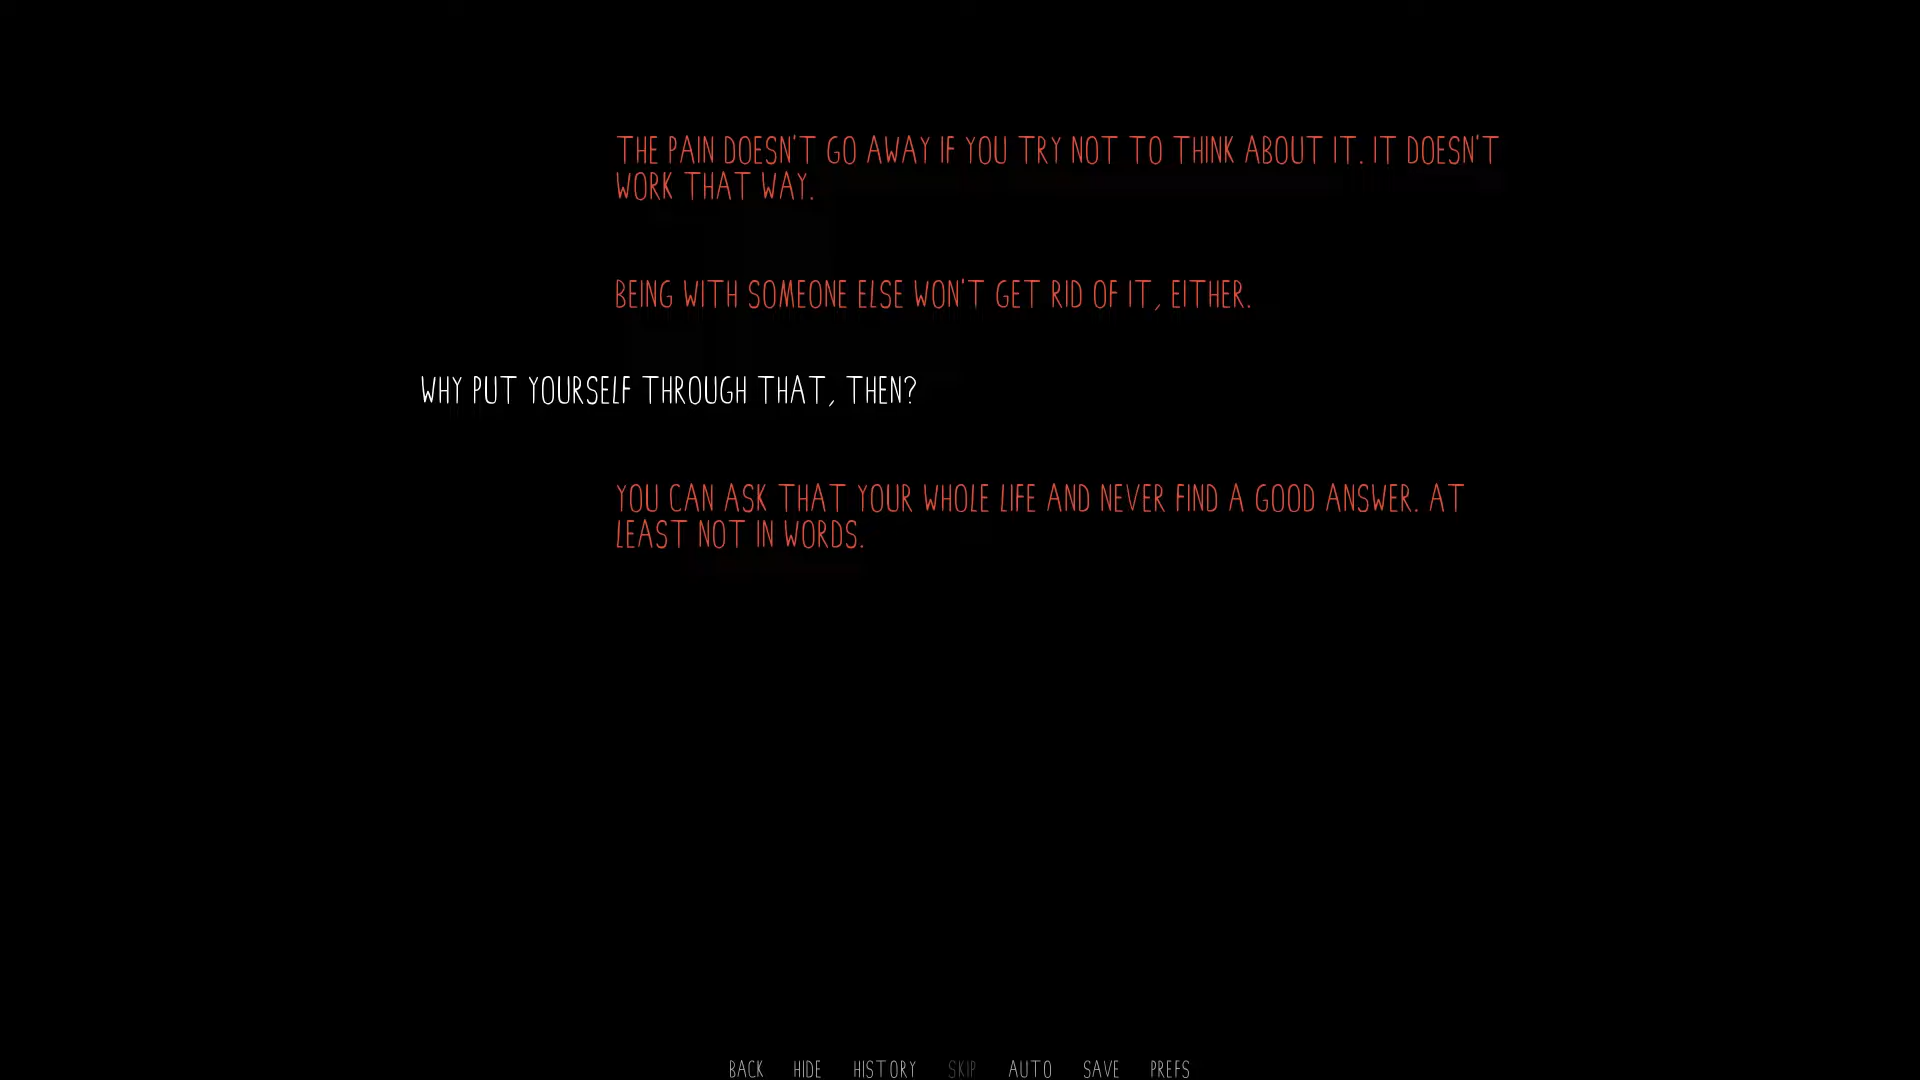 THE PAIN DOESN'T GO AWAY IF YOU TRY NOT TO THINK ABOUT IT. IT DOESN'T
WORK THAT WAY.
BEING WITH SOMEONE ELSE WON'T GET RID OF IT, EITHER.
WHY PUT YOURSELF THROUGH THAT, THEN?
YOU CAN ASK THAT YOUR WHOLE LIFE AND NEVER FIND A GOOD ANSWER. AT
LEAST NOT IN WORDS.
BACK HIDE HISTORY SKIP AUTO SAVE PREFS